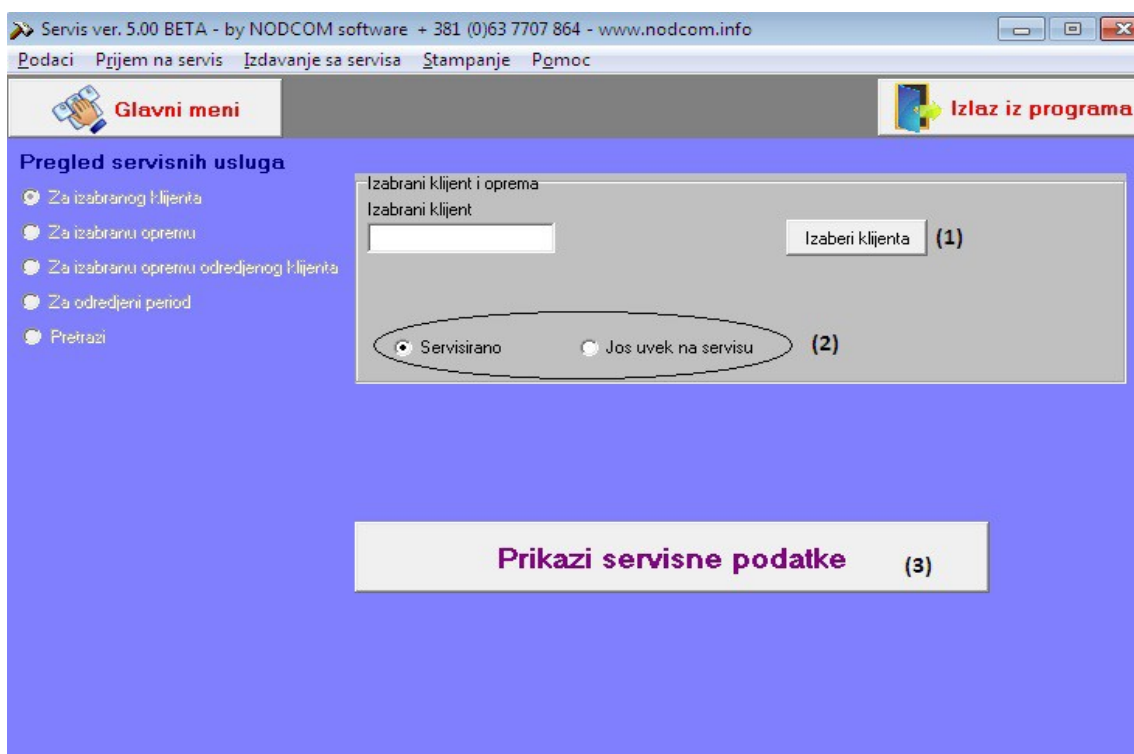 Servis ver. 5.00 BETA - by NODCOM software + 381 (0)63 7707 864 - www.nodcom.info
Podaci Prijem na servis Izdavanje sa servisa Stampanje Pomoc
Glavni meni
Izlaz iz programa
Pregled servisnih usluga
Za izabranog klijenta
Za izabranu opremu
Za izabranu opremu odredjenog klijenta
Za odredjeni period
Pretrazi
Izabrani klijent i oprema
Izabrani klijent
Izaberi klijenta (1)
Servisirano Jos uvek na servisu (2)
Prikazi servisne podatke (3)